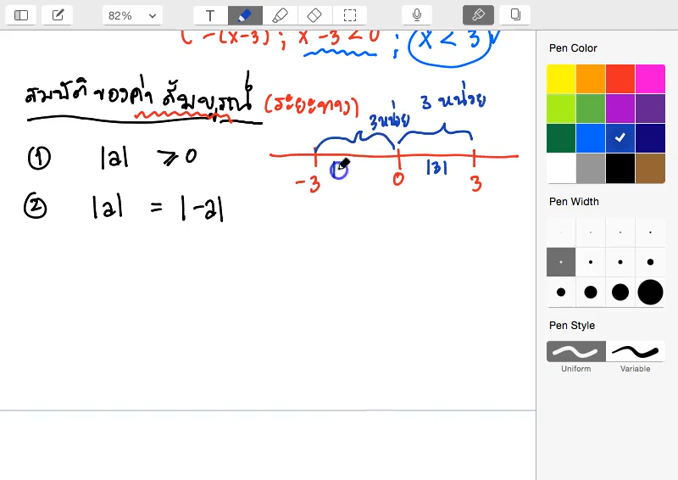 82%
T
( -(x-3) ; x-3 < 0 ; x < 3
สมบัติ ของค่า สัมบูรณ์ (ระยะทาง)
3 หน่วย
3 หน่วย
① |a| ⩾ 0
-3 0 |3| 3
② |a| = |-a|
Pen Color
Pen Width
Pen Style
Uniform Variable